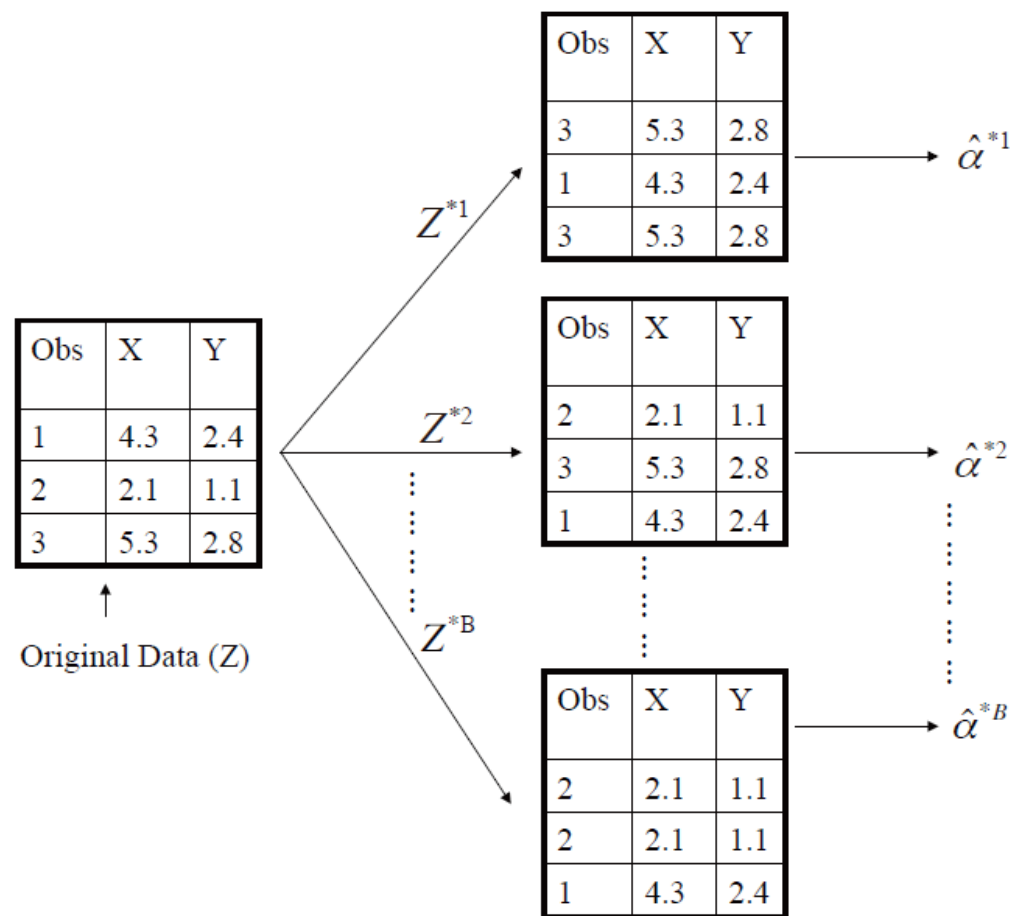 Obs X Y
3 5.3 2.8
1 4.3 2.4
3 5.3 2.8
α̂*1
Z*1
Obs X Y
1 4.3 2.4
2 2.1 1.1
3 5.3 2.8
Original Data (Z)
Z*2
Obs X Y
2 2.1 1.1
3 5.3 2.8
1 4.3 2.4
α̂*2
Z*B
Obs X Y
2 2.1 1.1
2 2.1 1.1
1 4.3 2.4
α̂*B